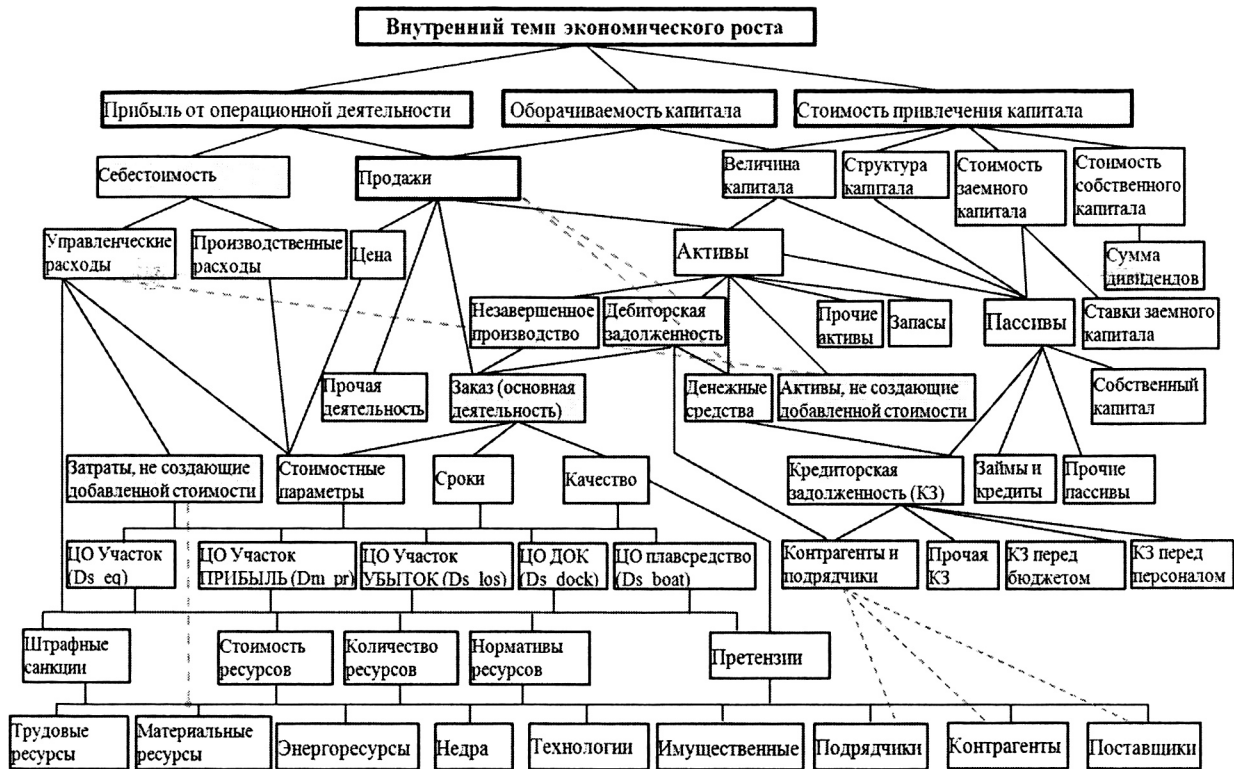 Внутренний темп экономического роста
Прибыль от операционной деятельности
Оборачиваемость капитала
Стоимость привлечения капитала
Себестоимость
Продажи
Величина
капитала
Структура
капитала
Стоимость
заемного
капитала
Стоимость
собственного
капитала
Управленческие
расходы
Производственные
расходы
Цена
Активы
Сумма
дивидендов
Незавершенное
производство
Дебиторская
задолженность
Прочие
активы
Запасы
Пассивы
Ставки заемного
капитала
Прочая
деятельность
Заказ (основная
деятельность)
Денежные
средства
Активы, не создающие
добавленной стоимости
Собственный
капитал
Затраты, не создающие
добавленной стоимости
Стоимостные
параметры
Сроки
Качество
Кредиторская
задолженность (КЗ)
Займы и
кредиты
Прочие
пассивы
ЦО Участок
(Ds_eq)
ЦО Участок
ПРИБЫЛЬ (Dm_pr)
ЦО Участок
УБЫТОК (Ds_los)
ЦО ДОК
(Ds_dock)
ЦО плавсредство
(Ds_boat)
Контрагенты и
подрядчики
Прочая
КЗ
КЗ перед
бюджетом
КЗ перед
персоналом
Штрафные
санкции
Стоимость
ресурсов
Количество
ресурсов
Нормативы
ресурсов
Претензии
Трудовые
ресурсы
Материальные
ресурсы
Энергоресурсы
Недра
Технологии
Имущественные
Подрядчики
Контрагенты
Поставщики